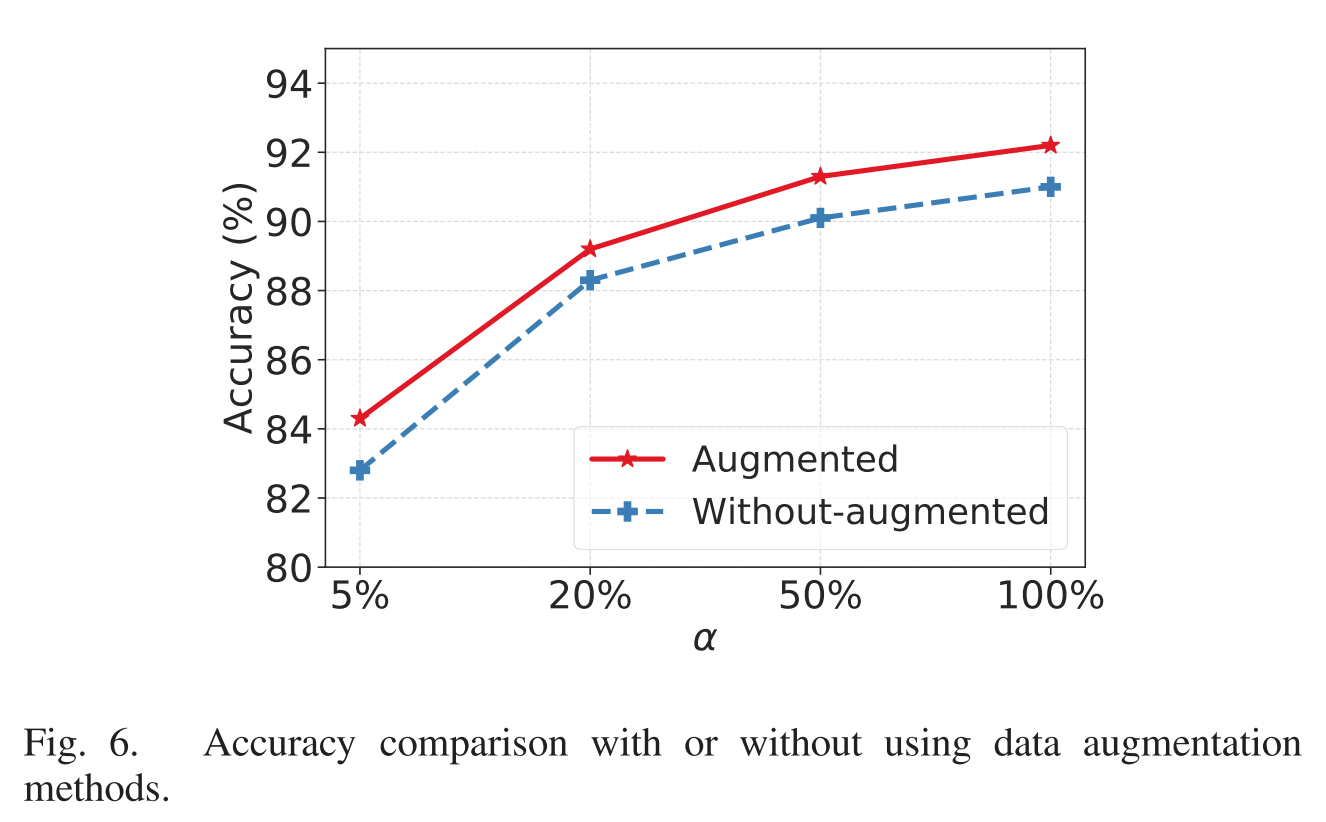 94
92
90
88
86
84
82
80
Accuracy (%)
Augmented
Without-augmented
5% 20% 50% 100%
α
Fig. 6. Accuracy comparison with or without using data augmentation
methods.